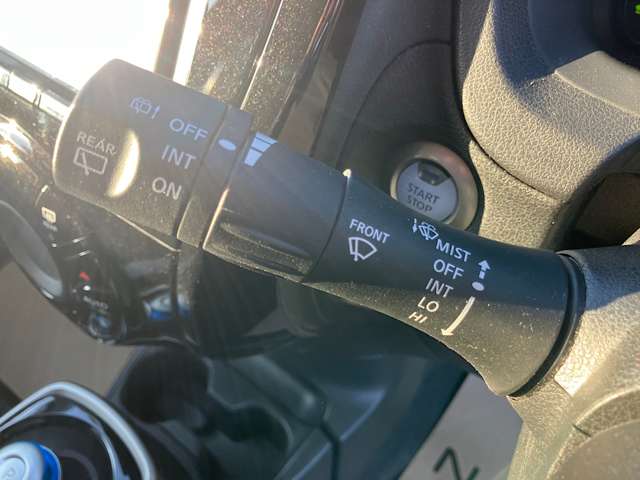 REAR
OFF
INT
ON
FRONT
MIST
OFF
INT
LO
HI
START
STOP
N